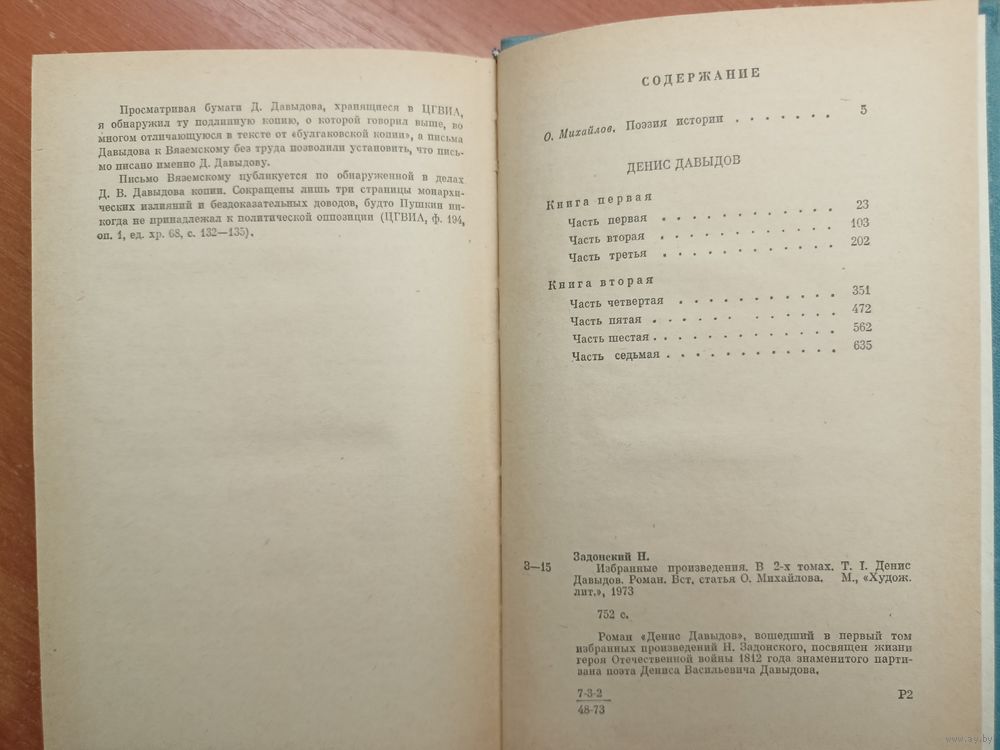 Просматривая бумаги Д. Давыдова, хранящиеся в ЦГВИА,
я обнаружил ту подлинную копию, о которой говорил выше, во
многом отличающуюся в тексте от «булгаковской копии», а письма
Давыдова к Вяземскому без труда позволили установить, что пись-
мо писано именно Д. Давыдову.
Письмо Вяземскому публикуется по обнаруженной в делах
Д. В. Давыдова копии. Сокращены лишь три страницы монархи-
ческих излияний и бездоказательных доводов, будто Пушкин ни-
когда не принадлежал к политической оппозиции (ЦГВИА, ф. 194,
оп. 1, ед. хр. 68, с. 132—135).
СОДЕРЖАНИЕ
О. Михайлов. Поэзия истории . . . . . . . 5
ДЕНИС ДАВЫДОВ
Книга первая
Часть первая . . . . . . . . . . . 23
Часть вторая . . . . . . . . . . . 103
Часть третья . . . . . . . . . . . 202
Книга вторая
Часть четвертая . . . . . . . . . . 351
Часть пятая . . . . . . . . . . . 472
Часть шестая . . . . . . . . . . . 562
Часть седьмая . . . . . . . . . . . 635
Задонский Н.
З—15 Избранные произведения. В 2-х томах. Т. I. Денис
Давыдов. Роман. Вст. статья О. Михайлова. М., «Худож.
лит.», 1973
752 с.
Роман «Денис Давыдов», вошедший в первый том
избранных произведений Н. Задонского, посвящен жизни
героя Отечественной войны 1812 года знаменитого парти-
зана поэта Дениса Васильевича Давыдова.
7-3-2
48-73
Р2
www.ay.by